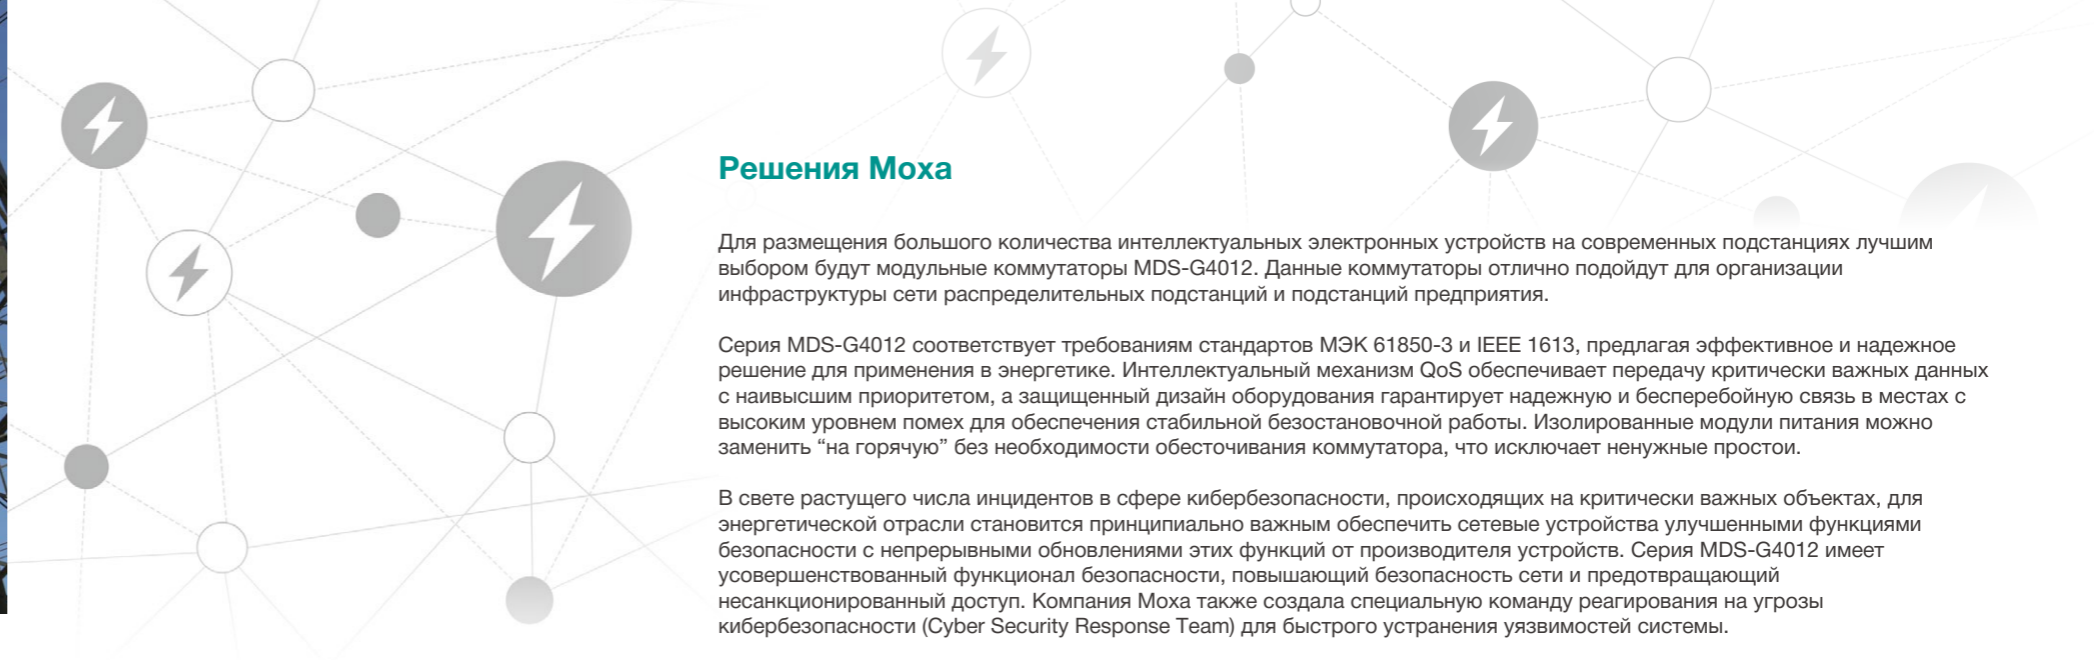 Решения Moxa
Для размещения большого количества интеллектуальных электронных устройств на современных подстанциях лучшим
выбором будут модульные коммутаторы MDS-G4012. Данные коммутаторы отлично подойдут для организации
инфраструктуры сети распределительных подстанций и подстанций предприятия.
Серия MDS-G4012 соответствует требованиям стандартов МЭК 61850-3 и IEEE 1613, предлагая эффективное и надежное
решение для применения в энергетике. Интеллектуальный механизм QoS обеспечивает передачу критически важных данных
с наивысшим приоритетом, а защищенный дизайн оборудования гарантирует надежную и бесперебойную связь в местах с
высоким уровнем помех для обеспечения стабильной безостановочной работы. Изолированные модули питания можно
заменить “на горячую” без необходимости обесточивания коммутатора, что исключает ненужные простои.
В свете растущего числа инцидентов в сфере кибербезопасности, происходящих на критически важных объектах, для
энергетической отрасли становится принципиально важным обеспечить сетевые устройства улучшенными функциями
безопасности с непрерывными обновлениями этих функций от производителя устройств. Серия MDS-G4012 имеет
усовершенствованный функционал безопасности, повышающий безопасность сети и предотвращающий
несанкционированный доступ. Компания Moxa также создала специальную команду реагирования на угрозы
кибербезопасности (Cyber Security Response Team) для быстрого устранения уязвимостей системы.